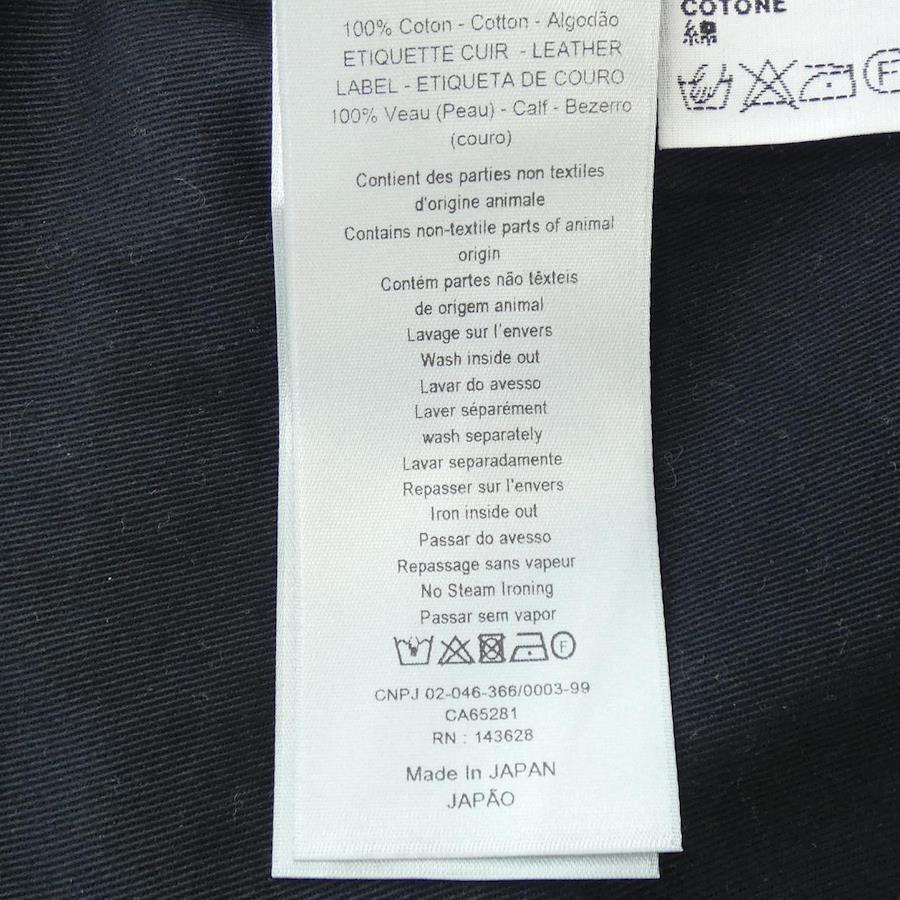 100% Coton - Cotton - Algodão
ETIQUETTE CUIR - LEATHER
LABEL - ETIQUETA DE COURO
100% Veau (Peau) - Calf - Bezerro
(couro)
Contient des parties non textiles
d'origine animale
Contains non-textile parts of animal
origin
Contém partes não têxteis
de origem animal
Lavage sur l'envers
Wash inside out
Lavar do avesso
Laver séparément
wash separately
Lavar separadamente
Repasser sur l'envers
Iron inside out
Passar do avesso
Repassage sans vapeur
No Steam Ironing
Passar sem vapor
F
CNPJ 02-046-366/0003-99
CA65281
RN : 143628
Made In JAPAN
JAPÃO
COTONE
綿
F